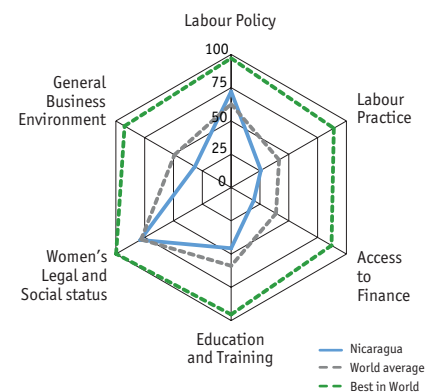 Labour Policy
100
75
50
25
0
General
Business
Environment
Labour
Practice
Women's
Legal and
Social status
Access
to
Finance
Education
and Training
Nicaragua
World average
Best in World